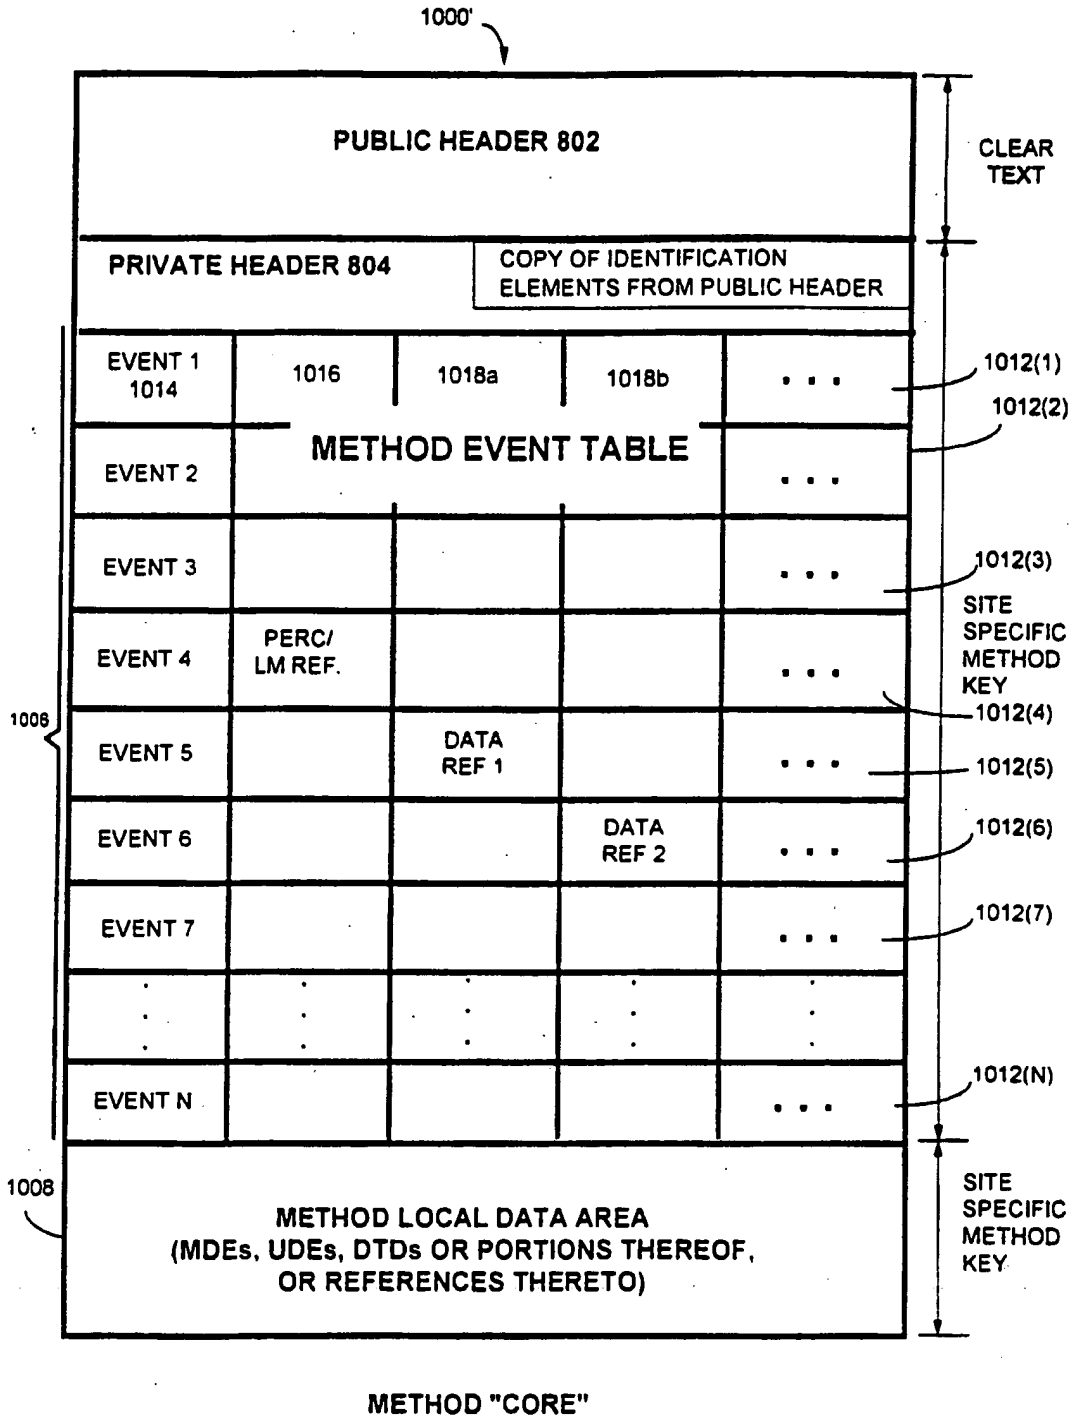 1000'
PUBLIC HEADER 802
CLEAR
TEXT
PRIVATE HEADER 804
COPY OF IDENTIFICATION
ELEMENTS FROM PUBLIC HEADER
EVENT 1
1014
1016
1018a
1018b
. . .
1012(1)
1012(2)
METHOD EVENT TABLE
EVENT 2
. . .
EVENT 3
. . .
1012(3)
SITE
SPECIFIC
METHOD
KEY
EVENT 4
PERC/
LM REF.
. . .
1012(4)
1006
EVENT 5
DATA
REF 1
. . .
1012(5)
EVENT 6
DATA
REF 2
. . .
1012(6)
EVENT 7
. . .
1012(7)
EVENT N
. . .
1012(N)
1008
METHOD LOCAL DATA AREA
(MDEs, UDEs, DTDs OR PORTIONS THEREOF,
OR REFERENCES THERETO)
SITE
SPECIFIC
METHOD
KEY
METHOD "CORE"